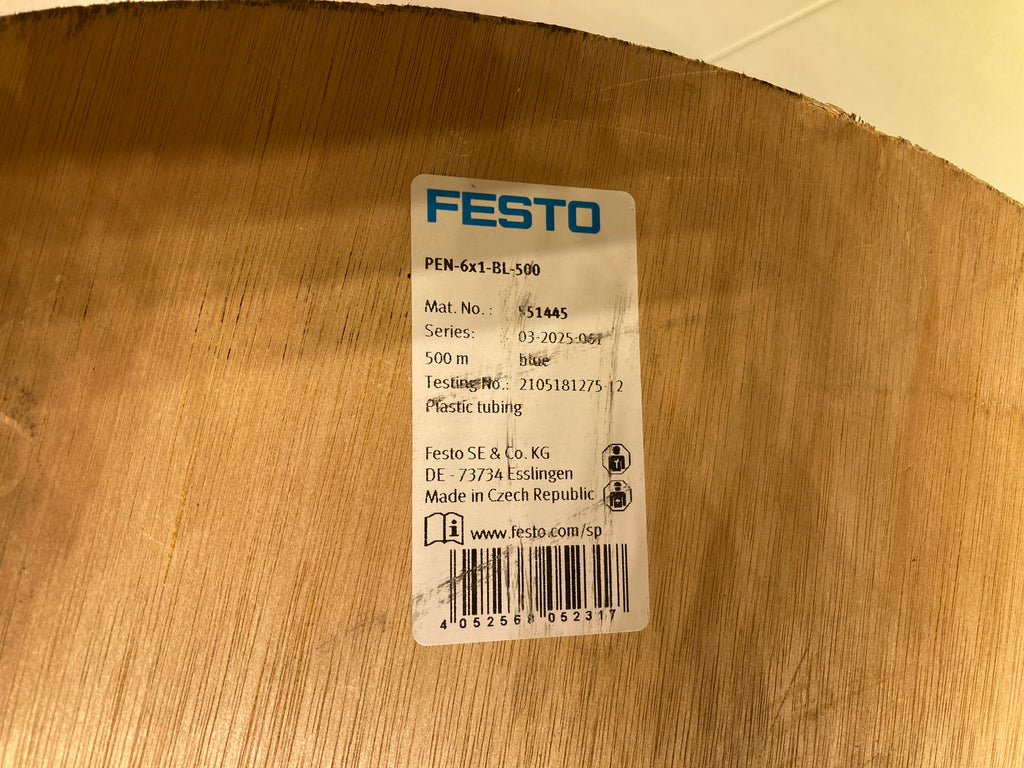 FESTO
PEN-6x1-BL-500
Mat. No.: 551445
Series: 03-2025-061
500 m blue
Testing No.: 2105181275-12
Plastic tubing
Festo SE & Co. KG
DE - 73734 Esslingen
Made in Czech Republic
www.festo.com/sp
4 052568 052317